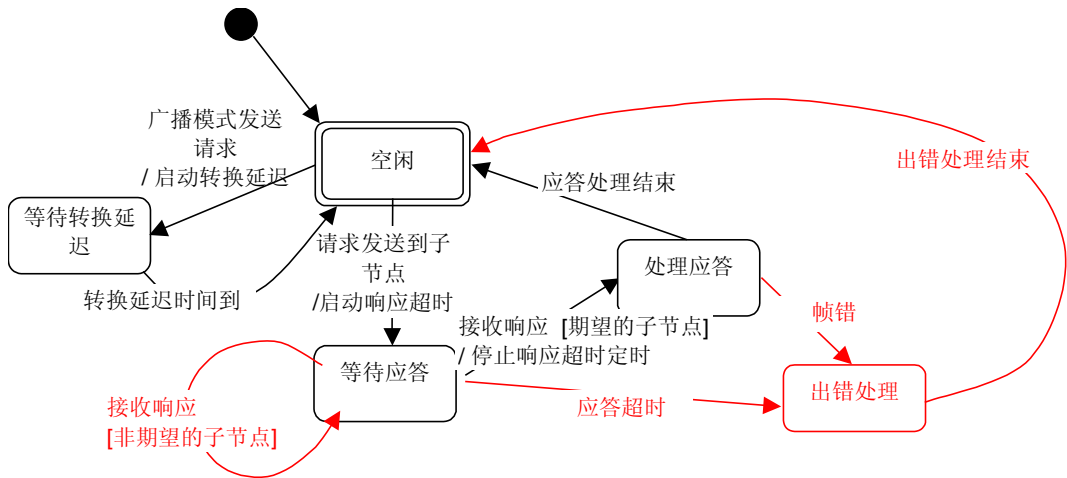 广播模式发送
请求
/ 启动转换延迟
空闲
出错处理结束
应答处理结束
等待转换延
迟
请求发送到子
节点
/启动响应超时
处理应答
转换延迟时间到
帧错
接收响应 [期望的子节点]
/ 停止响应超时定时
等待应答
出错处理
应答超时
接收响应
[非期望的子节点]